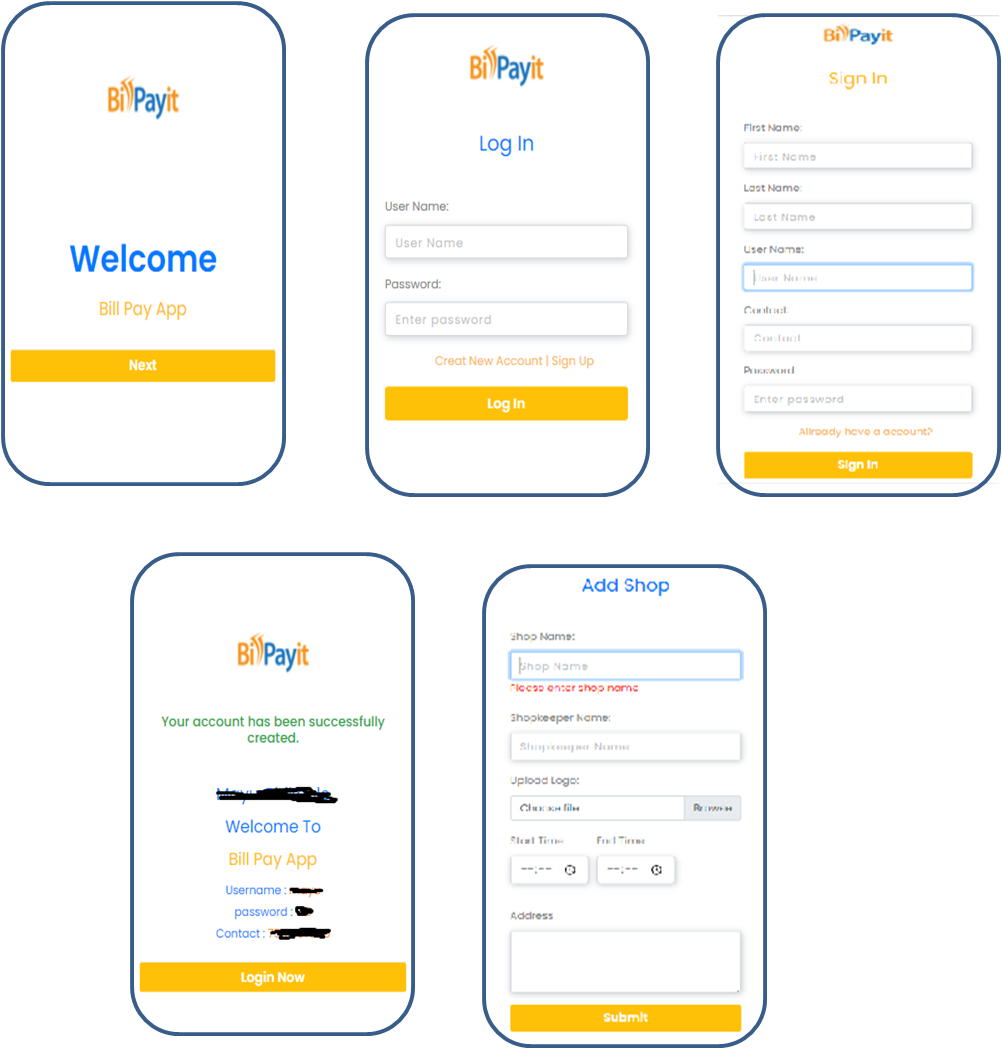 BillPayit
Welcome
Bill Pay App
Next
BillPayit
Log In
User Name:
User Name
Password:
Enter password
Creat New Account | Sign Up
Log In
BillPayit
Sign In
First Name:
First Name
Last Name:
Last Name
User Name:
User Name
Contact:
Contact
Password
Enter password
Allready have a account?
Sign In
BillPayit
Your account has been successfully
created.
Welcome To
Bill Pay App
Username :
password :
Contact :
Login Now
Add Shop
Shop Name:
Shop Name
Please enter shop name
Shopkeeper Name:
Shopkeeper Name
Upload Logo:
Choose file Browse
Start Time End Time
--:-- --:--
Address
Submit